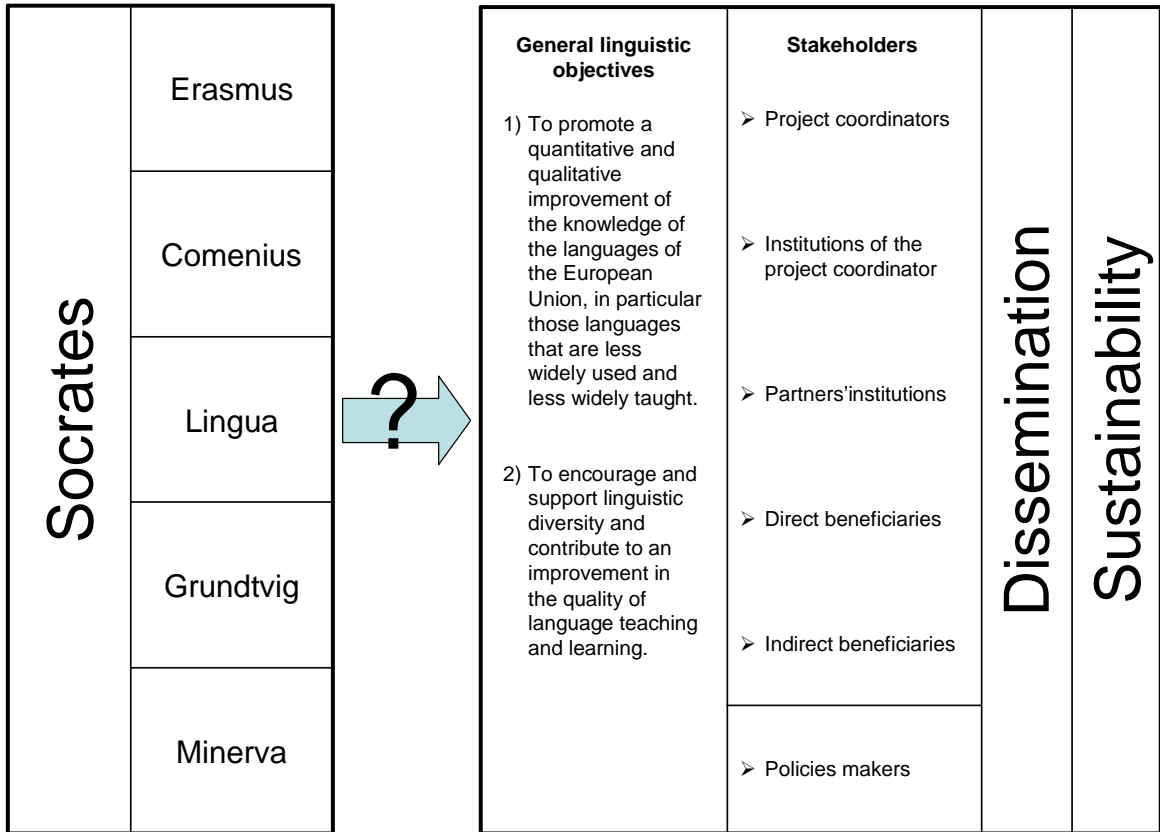 Socrates
Erasmus
Comenius
Lingua
Grundtvig
Minerva
?
General linguistic
objectives
1) To promote a
quantitative and
qualitative
improvement of
the knowledge of
the languages of
the European
Union, in particular
those languages
that are less
widely used and
less widely taught.
2) To encourage and
support linguistic
diversity and
contribute to an
improvement in
the quality of
language teaching
and learning.
Stakeholders
➢ Project coordinators
➢ Institutions of the
project coordinator
➢ Partners'institutions
➢ Direct beneficiaries
➢ Indirect beneficiaries
➢ Policies makers
Dissemination
Sustainability